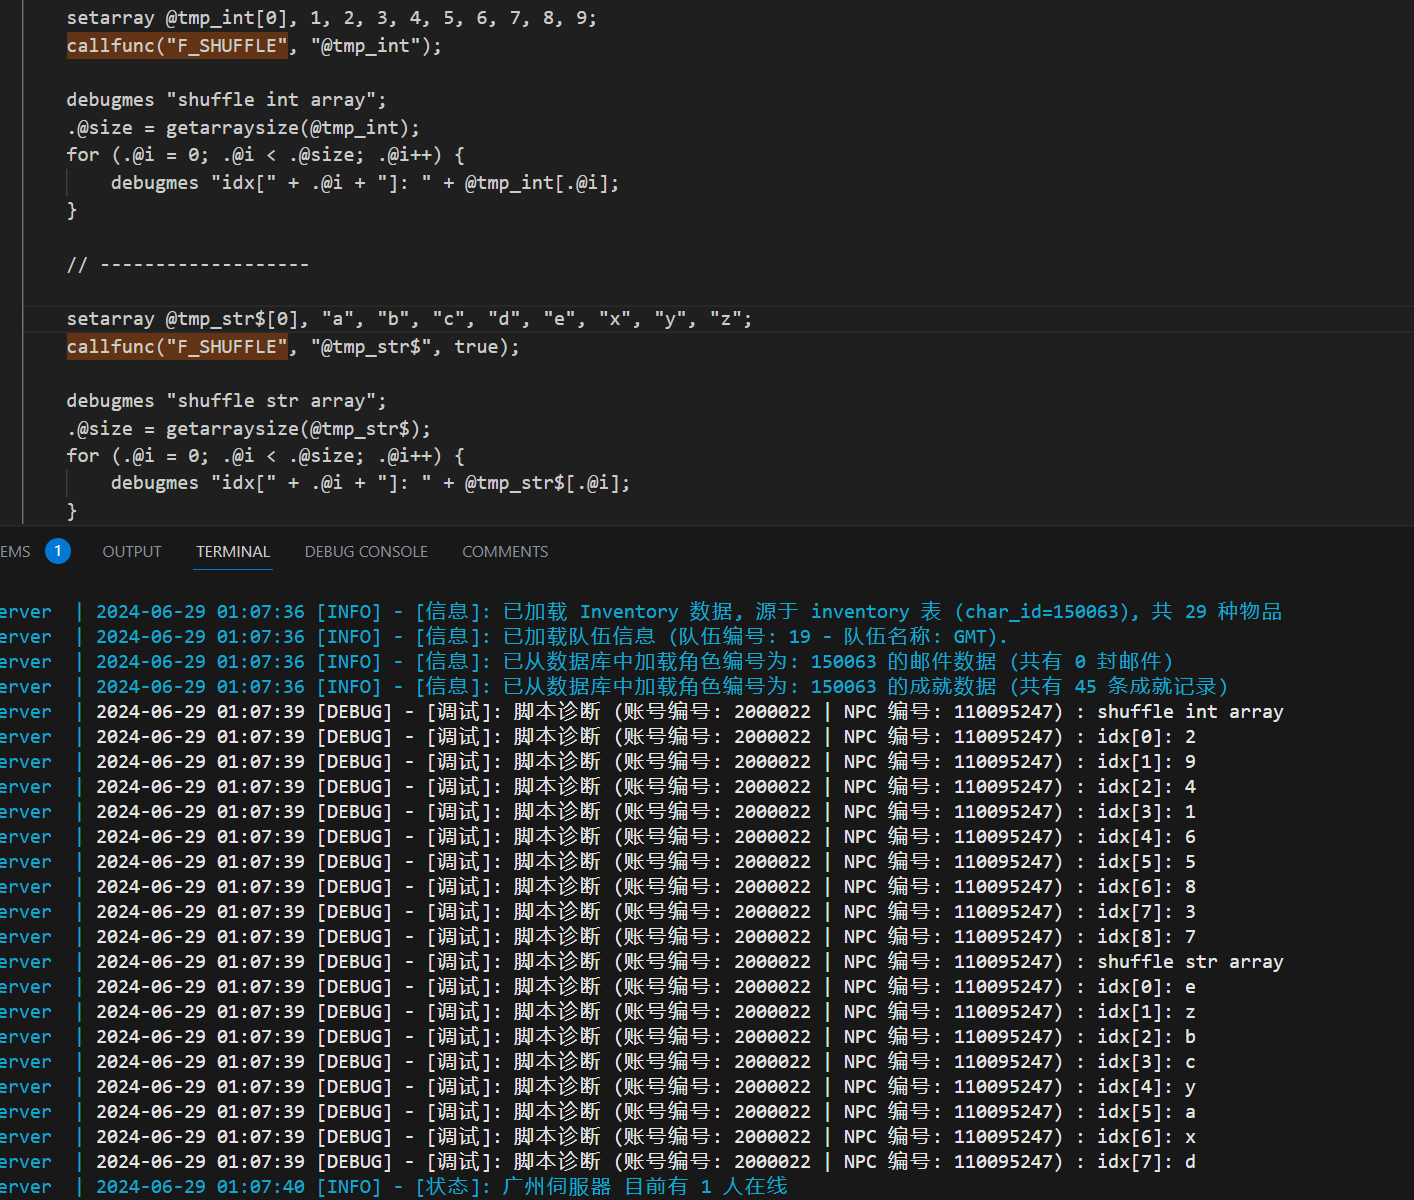 setarray @tmp_int[0], 1, 2, 3, 4, 5, 6, 7, 8, 9;
callfunc("F_SHUFFLE", "@tmp_int");
debugmes "shuffle int array";
.@size = getarraysize(@tmp_int);
for (.@i = 0; .@i < .@size; .@i++) {
debugmes "idx[" + .@i + "]: " + @tmp_int[.@i];
}
// -------------------
setarray @tmp_str$[0], "a", "b", "c", "d", "e", "x", "y", "z";
callfunc("F_SHUFFLE", "@tmp_str$", true);
debugmes "shuffle str array";
.@size = getarraysize(@tmp_str$);
for (.@i = 0; .@i < .@size; .@i++) {
debugmes "idx[" + .@i + "]: " + @tmp_str$[.@i];
}
EMS 1 OUTPUT TERMINAL DEBUG CONSOLE COMMENTS
erver | 2024-06-29 01:07:36 [INFO] - [信息]: 已加载 Inventory 数据, 源于 inventory 表 (char_id=150063), 共 29 种物品
erver | 2024-06-29 01:07:36 [INFO] - [信息]: 已加载队伍信息 (队伍编号: 19 - 队伍名称: GMT).
erver | 2024-06-29 01:07:36 [INFO] - [信息]: 已从数据库中加载角色编号为: 150063 的邮件数据 (共有 0 封邮件)
erver | 2024-06-29 01:07:36 [INFO] - [信息]: 已从数据库中加载角色编号为: 150063 的成就数据 (共有 45 条成就记录)
erver | 2024-06-29 01:07:39 [DEBUG] - [调试]: 脚本诊断 (账号编号: 2000022 | NPC 编号: 110095247) : shuffle int array
erver | 2024-06-29 01:07:39 [DEBUG] - [调试]: 脚本诊断 (账号编号: 2000022 | NPC 编号: 110095247) : idx[0]: 2
erver | 2024-06-29 01:07:39 [DEBUG] - [调试]: 脚本诊断 (账号编号: 2000022 | NPC 编号: 110095247) : idx[1]: 9
erver | 2024-06-29 01:07:39 [DEBUG] - [调试]: 脚本诊断 (账号编号: 2000022 | NPC 编号: 110095247) : idx[2]: 4
erver | 2024-06-29 01:07:39 [DEBUG] - [调试]: 脚本诊断 (账号编号: 2000022 | NPC 编号: 110095247) : idx[3]: 1
erver | 2024-06-29 01:07:39 [DEBUG] - [调试]: 脚本诊断 (账号编号: 2000022 | NPC 编号: 110095247) : idx[4]: 6
erver | 2024-06-29 01:07:39 [DEBUG] - [调试]: 脚本诊断 (账号编号: 2000022 | NPC 编号: 110095247) : idx[5]: 5
erver | 2024-06-29 01:07:39 [DEBUG] - [调试]: 脚本诊断 (账号编号: 2000022 | NPC 编号: 110095247) : idx[6]: 8
erver | 2024-06-29 01:07:39 [DEBUG] - [调试]: 脚本诊断 (账号编号: 2000022 | NPC 编号: 110095247) : idx[7]: 3
erver | 2024-06-29 01:07:39 [DEBUG] - [调试]: 脚本诊断 (账号编号: 2000022 | NPC 编号: 110095247) : idx[8]: 7
erver | 2024-06-29 01:07:39 [DEBUG] - [调试]: 脚本诊断 (账号编号: 2000022 | NPC 编号: 110095247) : shuffle str array
erver | 2024-06-29 01:07:39 [DEBUG] - [调试]: 脚本诊断 (账号编号: 2000022 | NPC 编号: 110095247) : idx[0]: e
erver | 2024-06-29 01:07:39 [DEBUG] - [调试]: 脚本诊断 (账号编号: 2000022 | NPC 编号: 110095247) : idx[1]: z
erver | 2024-06-29 01:07:39 [DEBUG] - [调试]: 脚本诊断 (账号编号: 2000022 | NPC 编号: 110095247) : idx[2]: b
erver | 2024-06-29 01:07:39 [DEBUG] - [调试]: 脚本诊断 (账号编号: 2000022 | NPC 编号: 110095247) : idx[3]: c
erver | 2024-06-29 01:07:39 [DEBUG] - [调试]: 脚本诊断 (账号编号: 2000022 | NPC 编号: 110095247) : idx[4]: y
erver | 2024-06-29 01:07:39 [DEBUG] - [调试]: 脚本诊断 (账号编号: 2000022 | NPC 编号: 110095247) : idx[5]: a
erver | 2024-06-29 01:07:39 [DEBUG] - [调试]: 脚本诊断 (账号编号: 2000022 | NPC 编号: 110095247) : idx[6]: x
erver | 2024-06-29 01:07:39 [DEBUG] - [调试]: 脚本诊断 (账号编号: 2000022 | NPC 编号: 110095247) : idx[7]: d
erver | 2024-06-29 01:07:40 [INFO] - [状态]: 广州伺服器 目前有 1 人在线